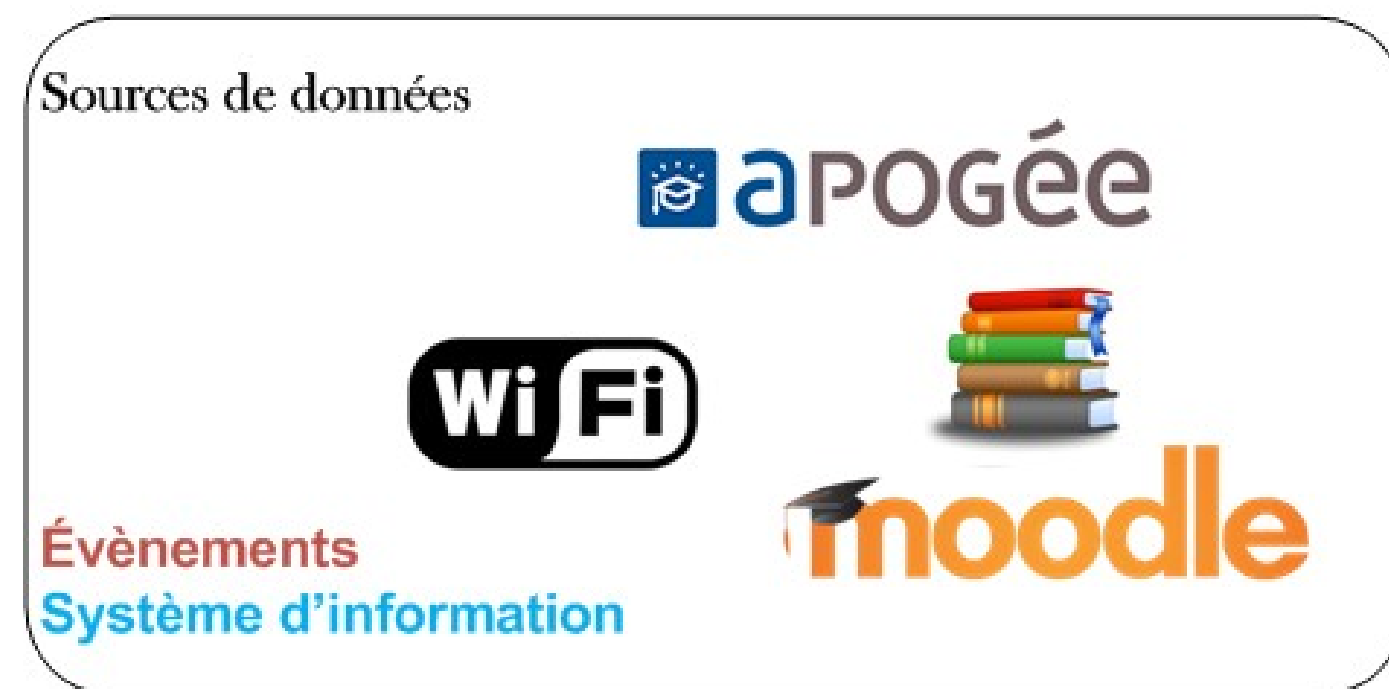 Sources de données
aPOGée
Wi Fi
moodle
Évènements
Système d’information